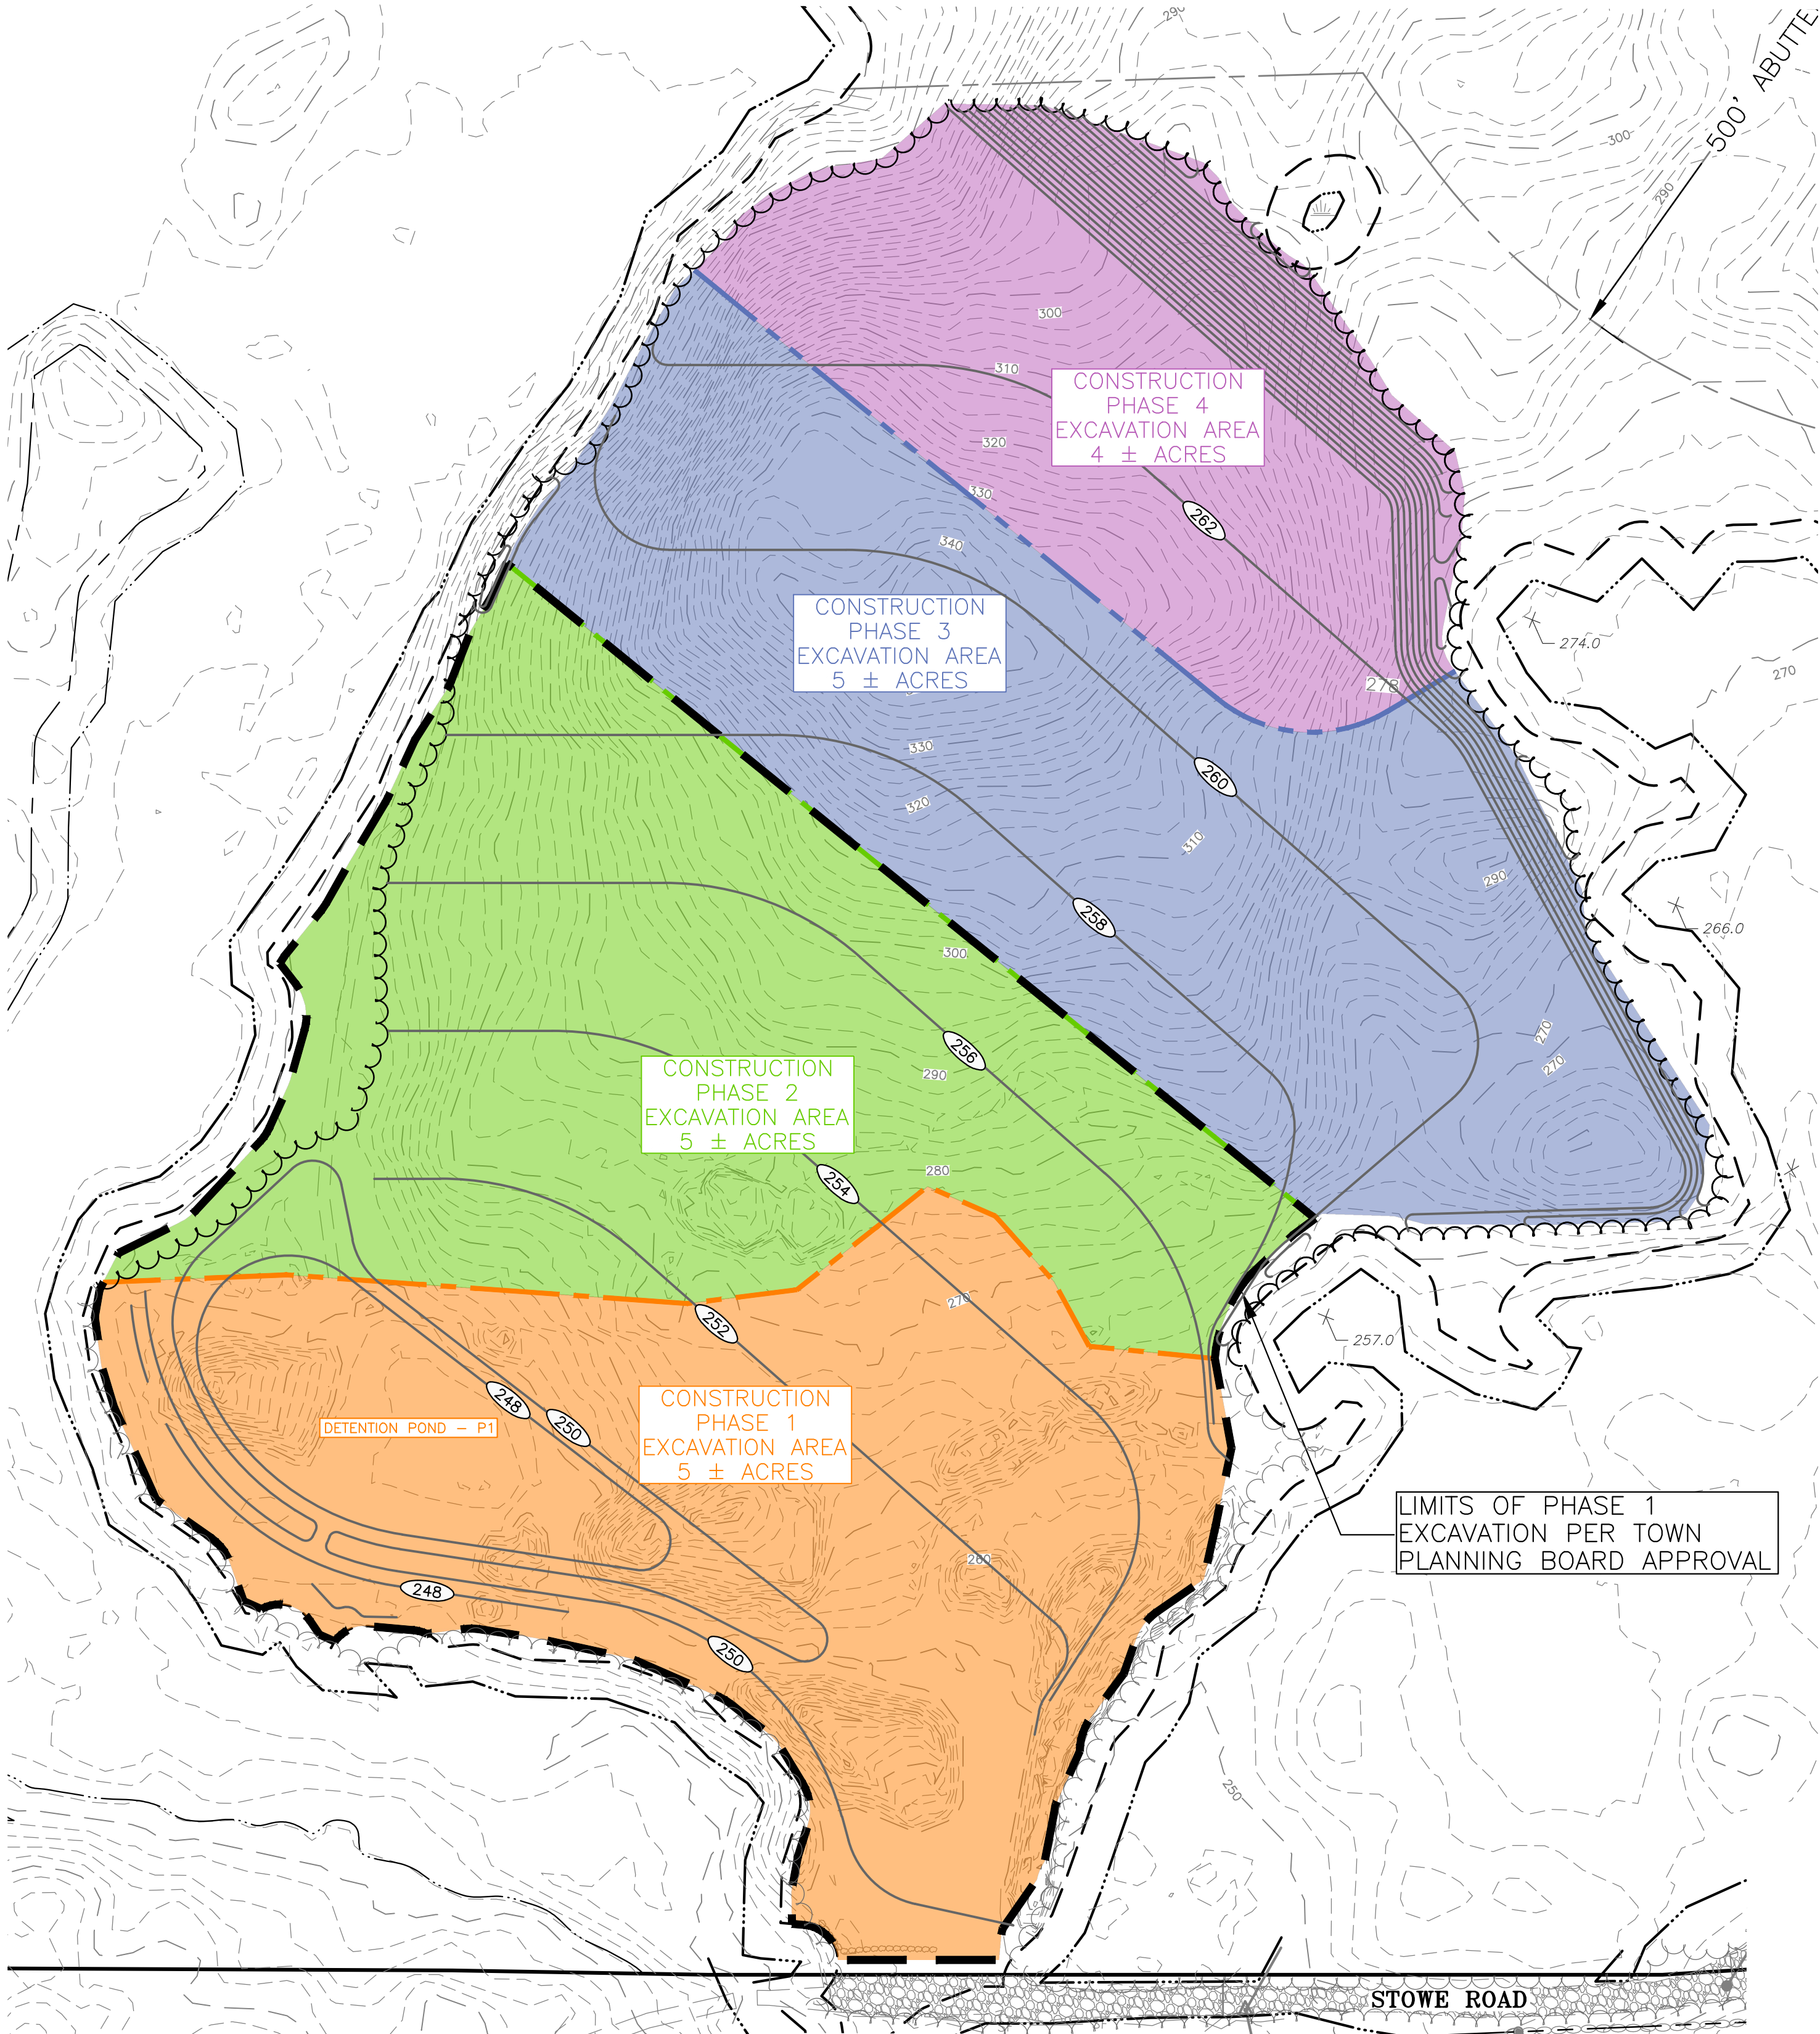 290
500' ABUTTE
300
290
300
310
CONSTRUCTION
PHASE 4
EXCAVATION AREA
4 ± ACRES
320
330
262
340
CONSTRUCTION
PHASE 3
EXCAVATION AREA
5 ± ACRES
274.0
270
278
330
260
320
310
290
258
266.0
300
256
270
270
290
CONSTRUCTION
PHASE 2
EXCAVATION AREA
5 ± ACRES
280
254
270
252
257.0
248
250
DETENTION POND - P1
CONSTRUCTION
PHASE 1
EXCAVATION AREA
5 ± ACRES
LIMITS OF PHASE 1
EXCAVATION PER TOWN
PLANNING BOARD APPROVAL
260
248
250
250
STOWE ROAD